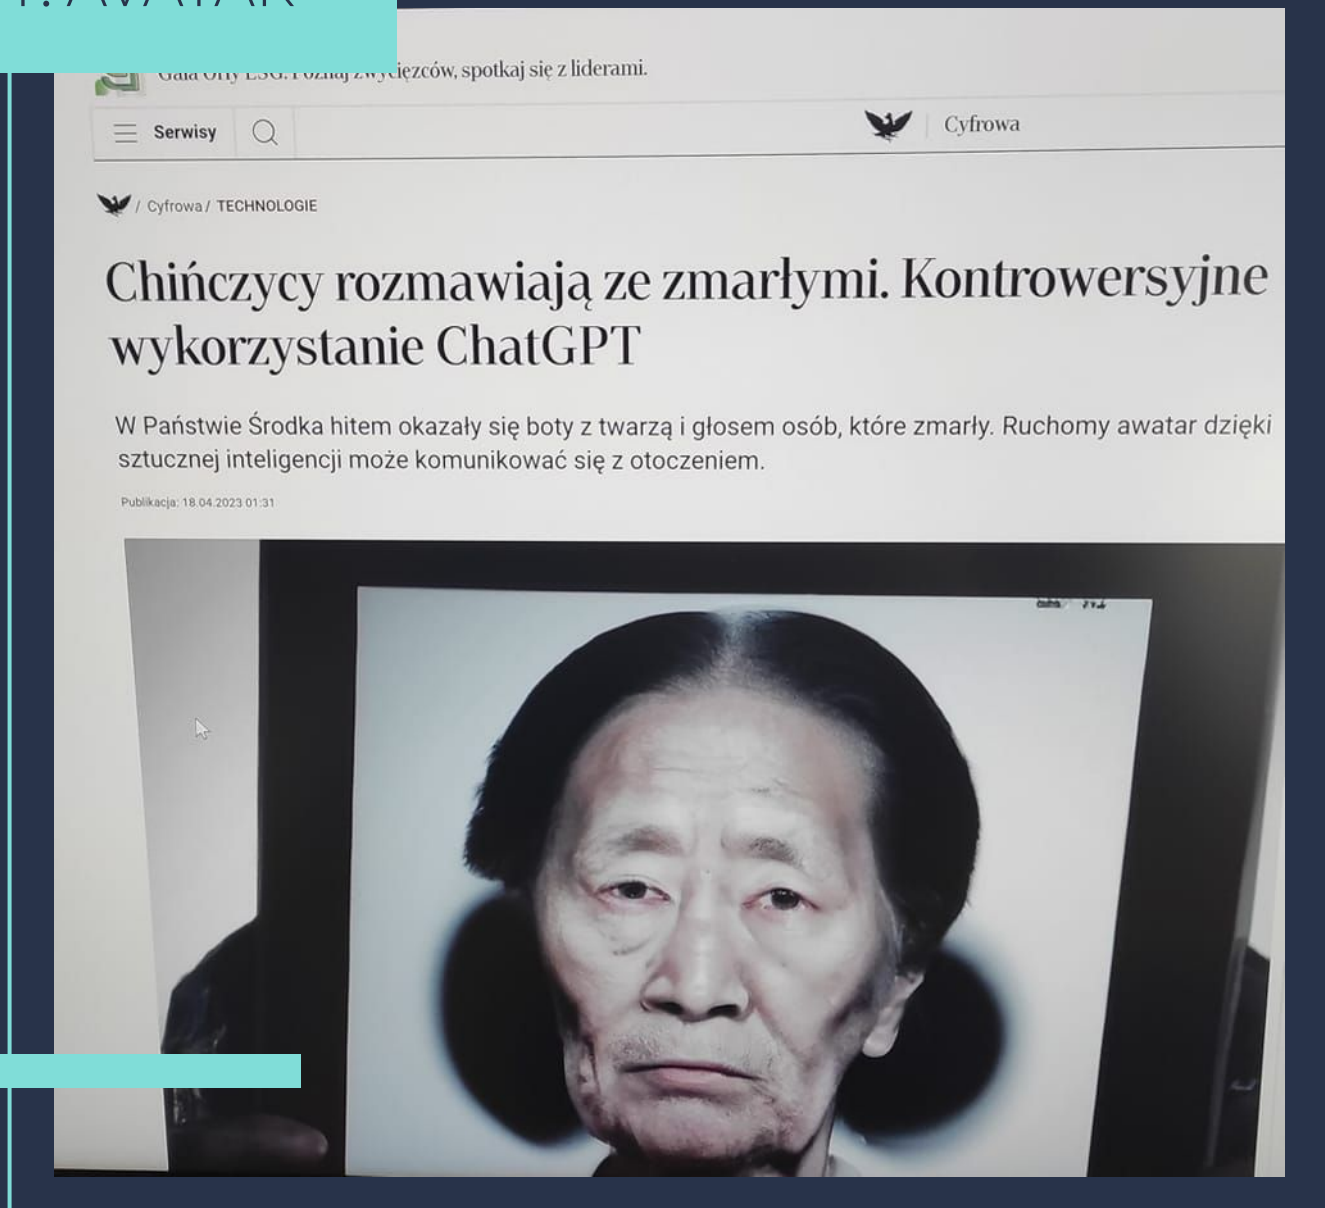 AVATAR
Gala Orły ESG. Poznaj zwycięzców, spotkaj się z liderami.
Serwisy
Cyfrowa
/ Cyfrowa / TECHNOLOGIE
Chińczycy rozmawiają ze zmarłymi. Kontrowersyjne
wykorzystanie ChatGPT
W Państwie Środka hitem okazały się boty z twarzą i głosem osób, które zmarły. Ruchomy awatar dzięki
sztucznej inteligencji może komunikować się z otoczeniem.
Publikacja: 18.04.2023 01:31